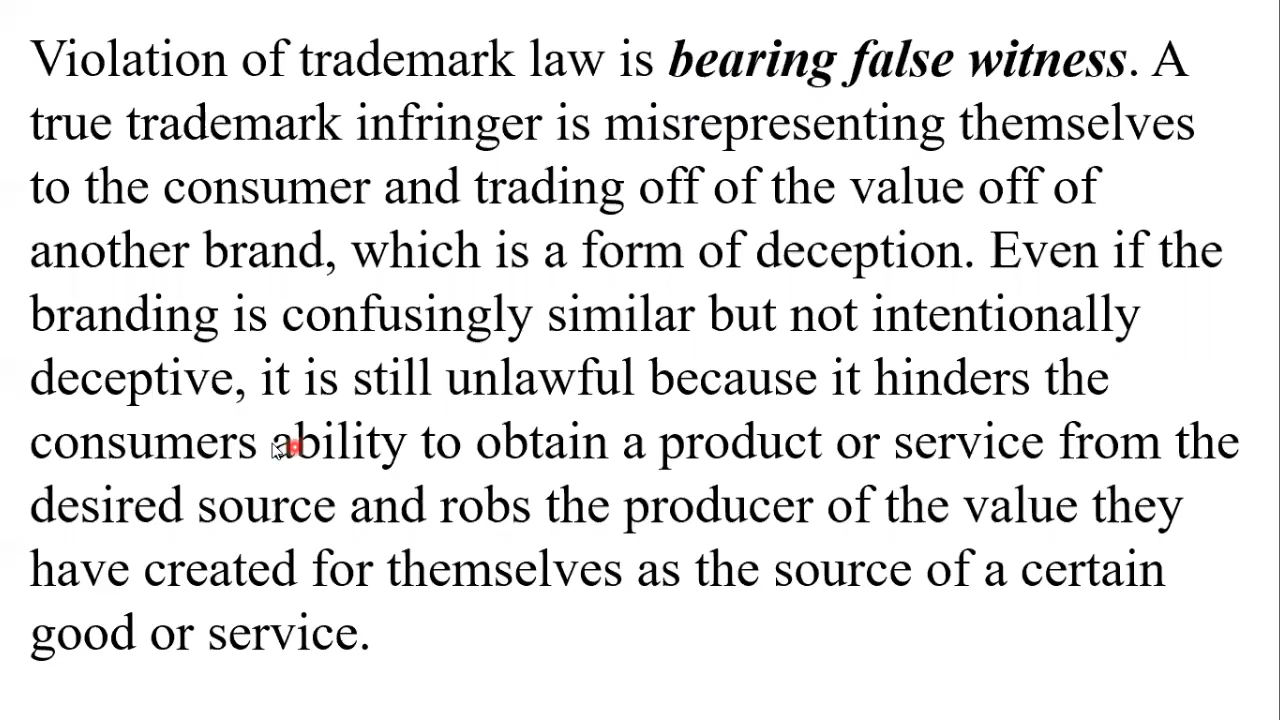 Violation of trademark law is bearing false witness. A
true trademark infringer is misrepresenting themselves
to the consumer and trading off of the value off of
another brand, which is a form of deception. Even if the
branding is confusingly similar but not intentionally
deceptive, it is still unlawful because it hinders the
consumers ability to obtain a product or service from the
desired source and robs the producer of the value they
have created for themselves as the source of a certain
good or service.